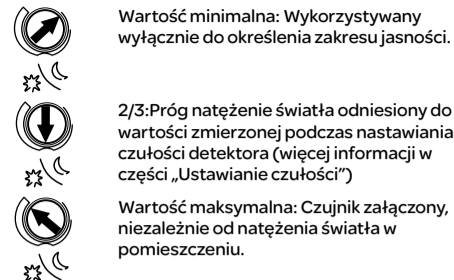 Wartość minimalna: Wykorzystywany
wyłącznie do określenia zakresu jasności.
2/3:Próg natężenie światła odniesiony do
wartości zmierzonej podczas nastawiania
czułości detektora (więcej informacji w
części „Ustawianie czułości”)
Wartość maksymalna: Czujnik załączony,
niezależnie od natężenia światła w
pomieszczeniu.